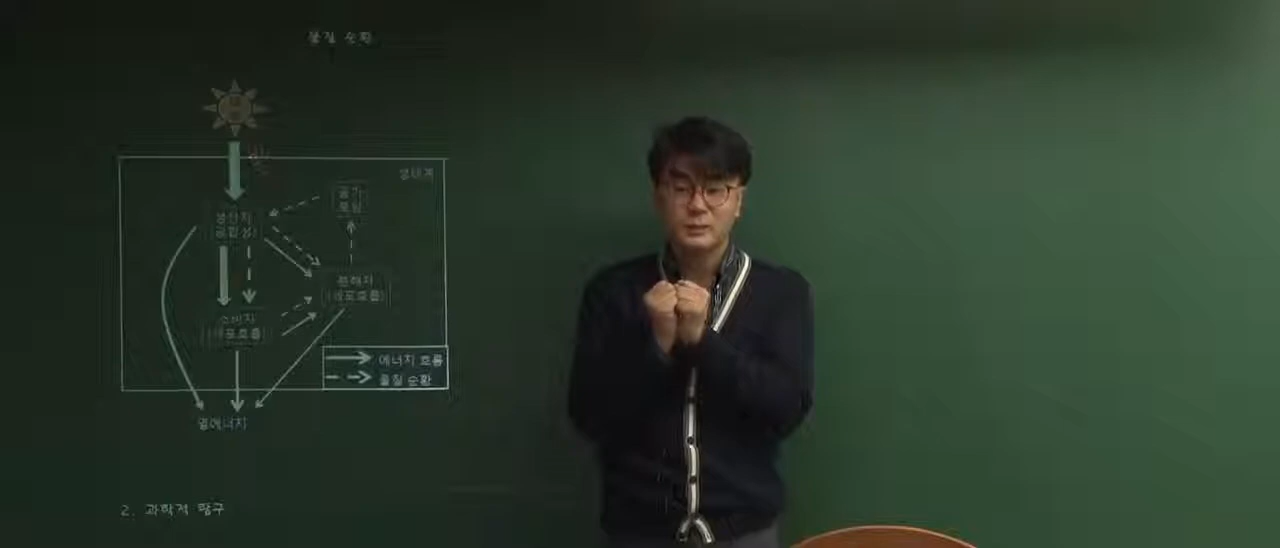 물질 순환
태양
빛
생태계
공기
토양
생산자
(광합성)
분해자
(세포호흡)
소비자
(세포호흡)
에너지 흐름
물질 순환
열에너지
2. 과학적 탐구